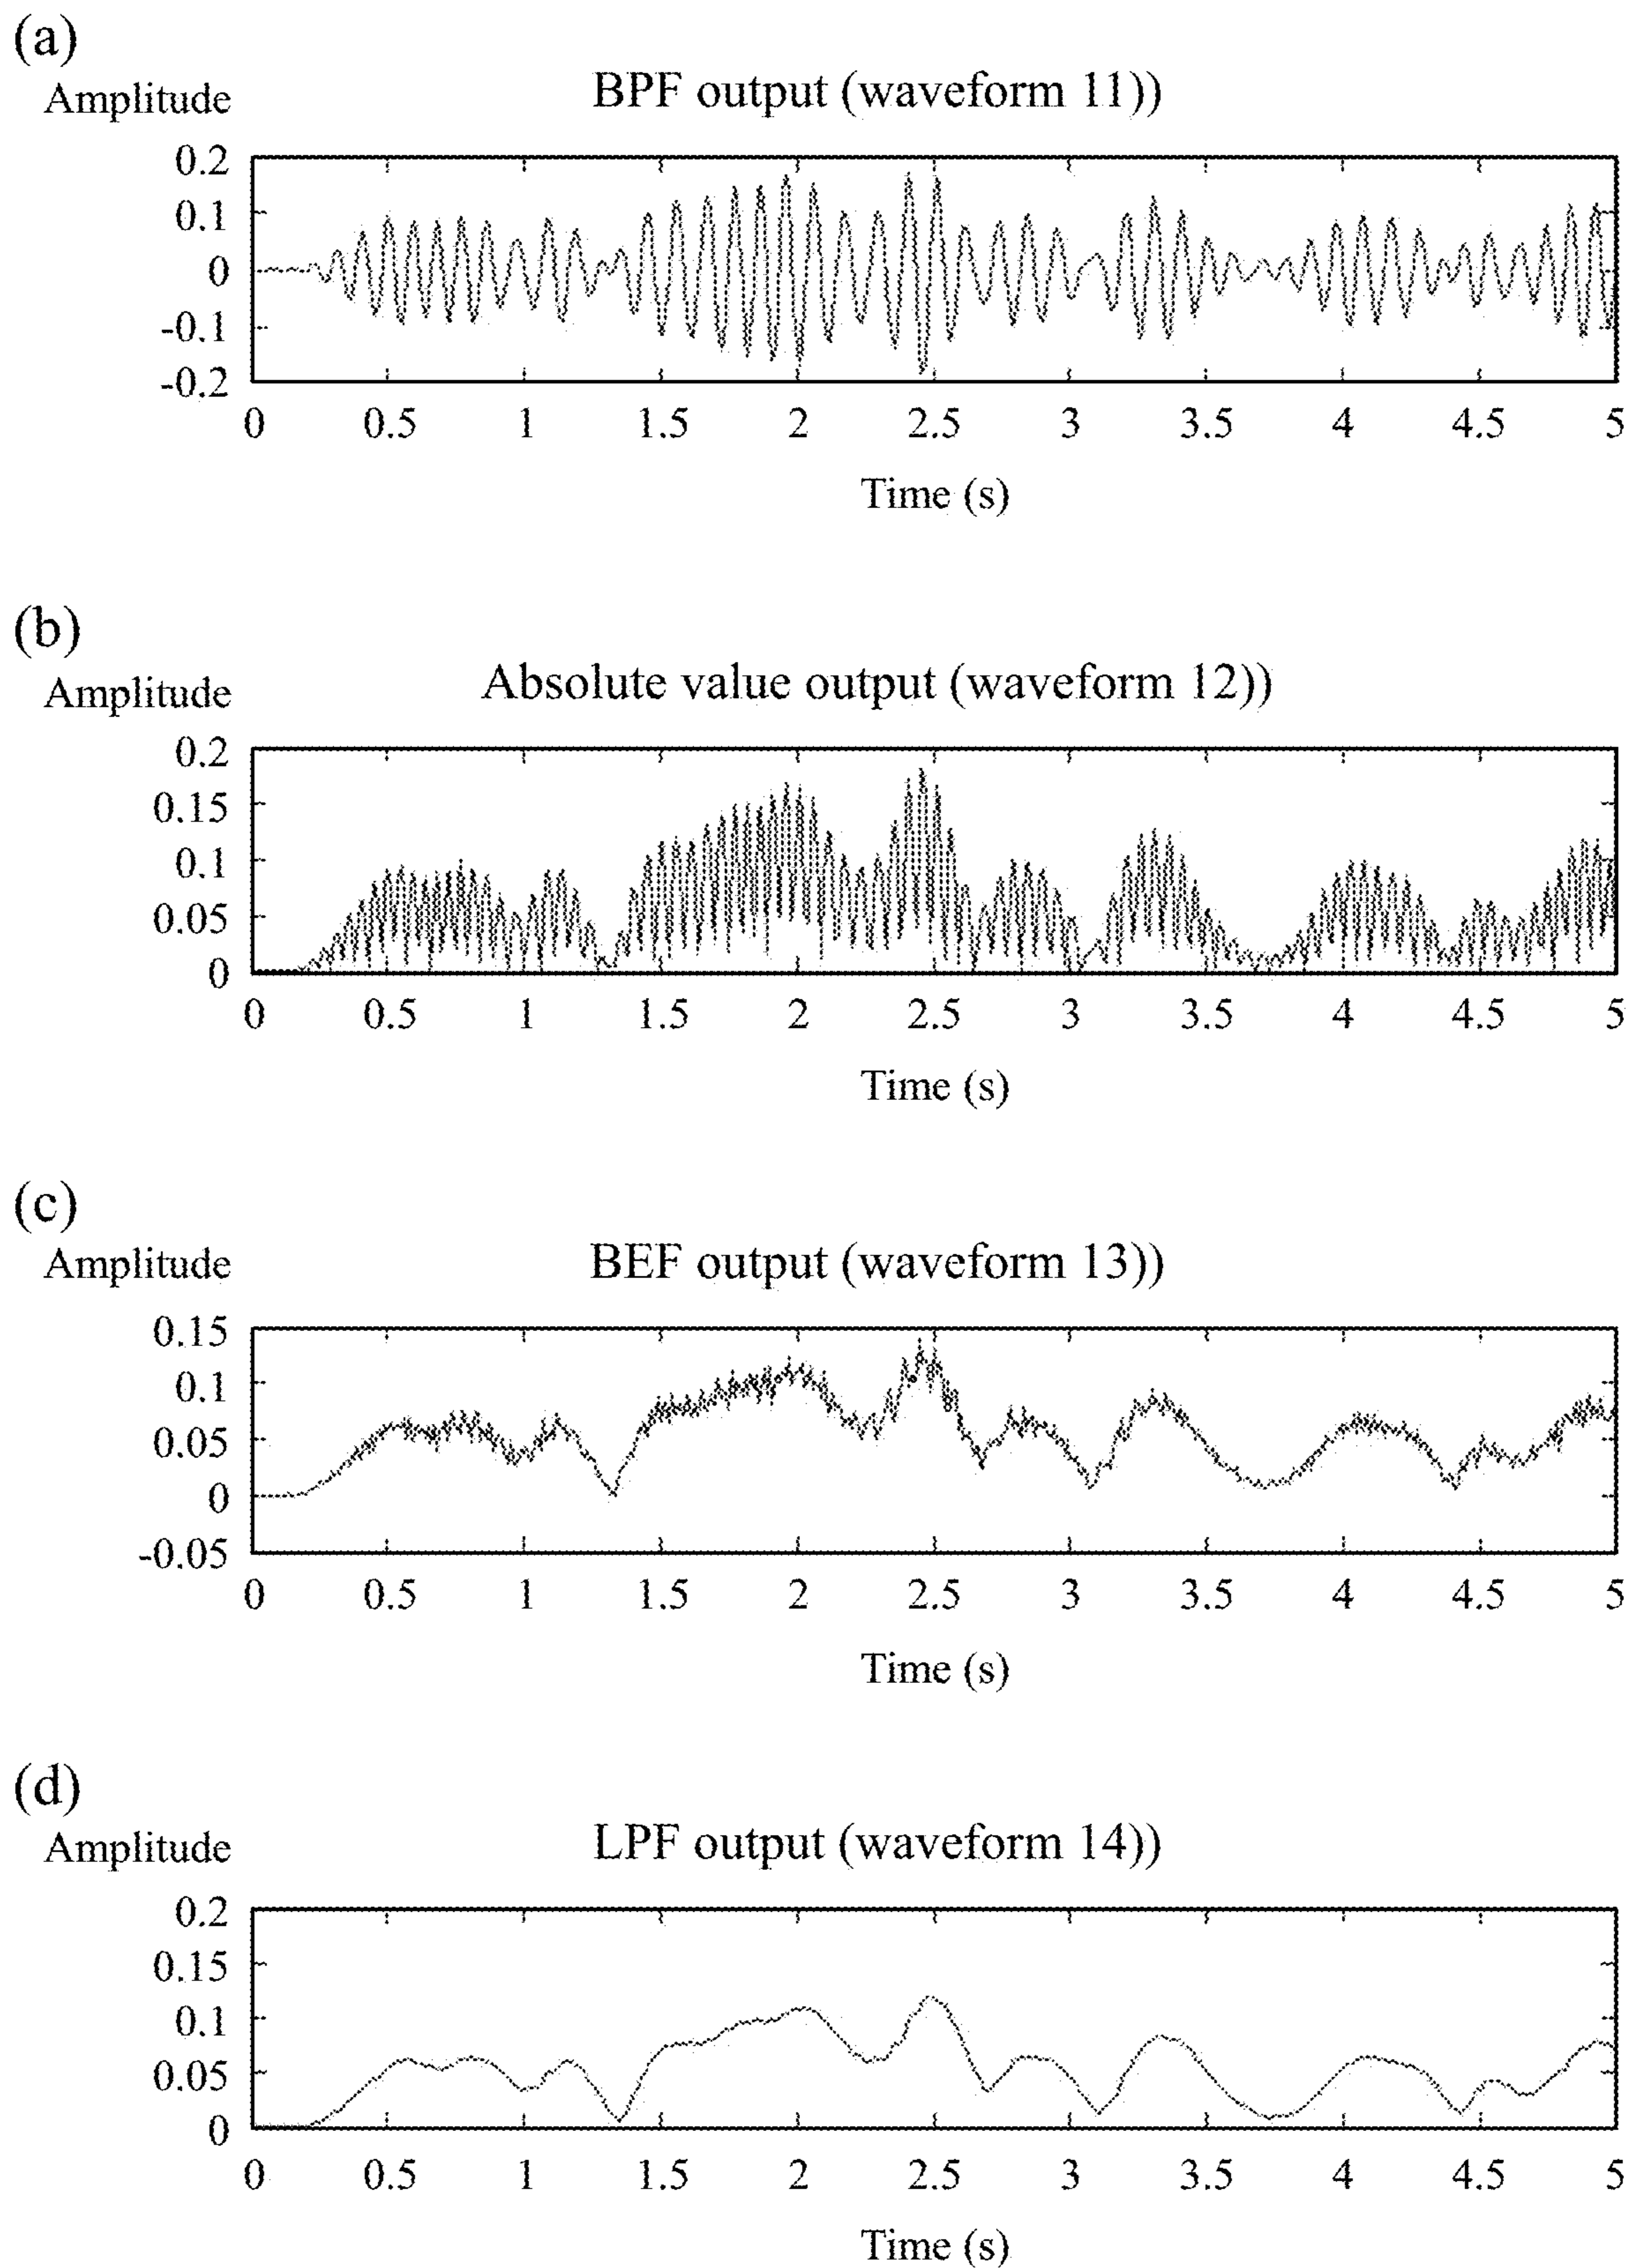 (a)
Amplitude
BPF output (waveform 11))
0.2
0.1
0
-0.1
-0.2
0 0.5 1 1.5 2 2.5 3 3.5 4 4.5 5
Time (s)
(b)
Amplitude
Absolute value output (waveform 12))
0.2
0.15
0.1
0.05
0
0 0.5 1 1.5 2 2.5 3 3.5 4 4.5 5
Time (s)
(c)
Amplitude
BEF output (waveform 13))
0.15
0.1
0.05
0
-0.05
0 0.5 1 1.5 2 2.5 3 3.5 4 4.5 5
Time (s)
(d)
Amplitude
LPF output (waveform 14))
0.2
0.15
0.1
0.05
0
0 0.5 1 1.5 2 2.5 3 3.5 4 4.5 5
Time (s)